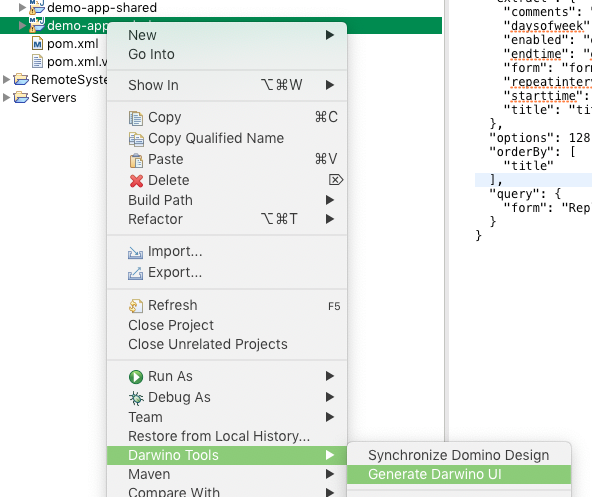 demo-app-shared
demo-app-
pom.xml
pom.xml.v
RemoteSyste
Servers
New
Go Into
Show In ⌥⌘W
Copy ⌘C
Copy Qualified Name
Paste ⌘V
Delete ⌦
Build Path
Refactor ⌥⌘T
Import...
Export...
Refresh F5
Close Project
Close Unrelated Projects
Run As
Debug As
Team
Restore from Local History...
Darwino Tools
Maven
Compare With
Synchronize Domino Design
Generate Darwino UI
"comments": "
"daysofweek"
"enabled": "
"endtime": "
"form": "for
"repeatinter
"starttime":
"title": "ti
},
"options": 128
"orderBy": [
"title"
],
"query": {
"form": "Rep
}
}